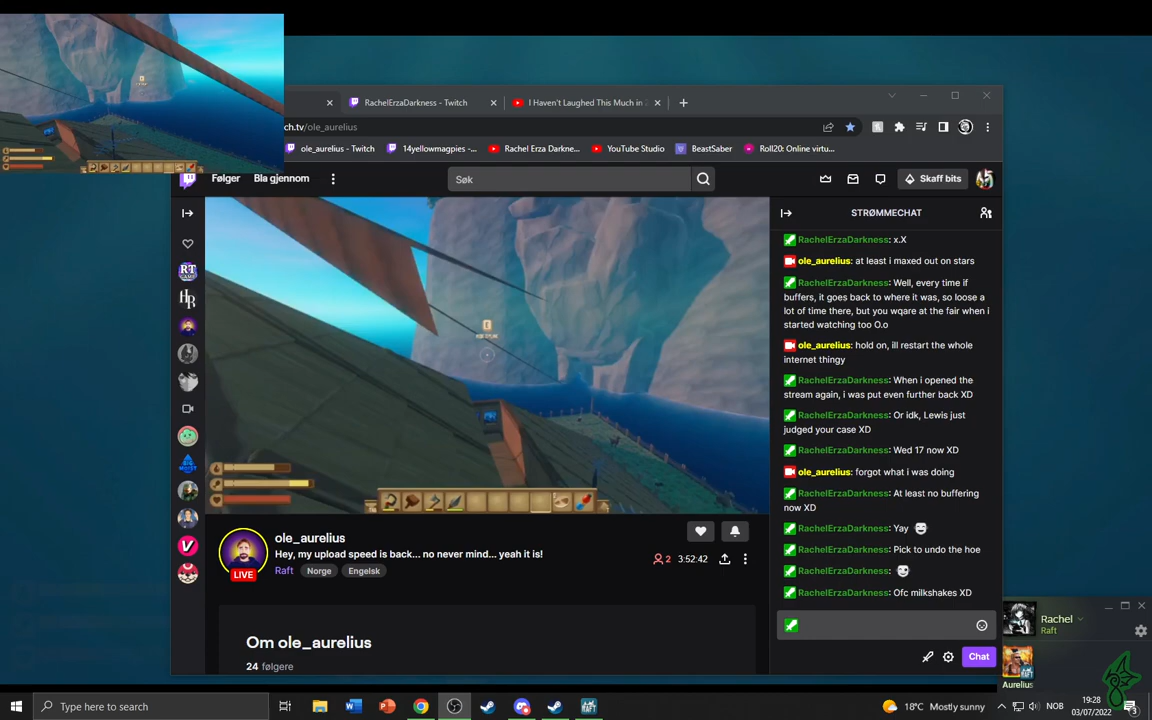 RachelErzaDarkness - Twitch
I Haven't Laughed This Much in 2
ch.tv/ole_aurelius
ole_aurelius - Twitch
14yellowmagpies -...
Rachel Erza Darkne...
YouTube Studio
BeastSaber
Roll20: Online virtu...
Følger
Bla gjennom
Søk
Skaff bits
STRØMMECHAT
RachelErzaDarkness: x.X
ole_aurelius: at least i maxed out on stars
RachelErzaDarkness: Well, every time if
buffers, it goes back to where it was, so loose a
lot of time there, but you wqare at the fair when i
started watching too O.o
ole_aurelius: hold on, ill restart the whole
internet thingy
RachelErzaDarkness: When i opened the
stream again, i was put even further back XD
RachelErzaDarkness: Or idk, Lewis just
judged your case XD
RachelErzaDarkness: Wed 17 now XD
ole_aurelius: forgot what i was doing
RachelErzaDarkness: At least no buffering
now XD
RachelErzaDarkness: Yay
RachelErzaDarkness: Pick to undo the hoe
RachelErzaDarkness:
RachelErzaDarkness: Ofc milkshakes XD
Chat
RT
GAME
HR
E
ole_aurelius
Hey, my upload speed is back... no never mind... yeah it is!
Raft
Norge
Engelsk
LIVE
2
3:52:42
Om ole_aurelius
24 følgere
Rachel
Raft
Aurelius
Type here to search
18°C Mostly sunny
NOB
19:28
03/07/2022
3